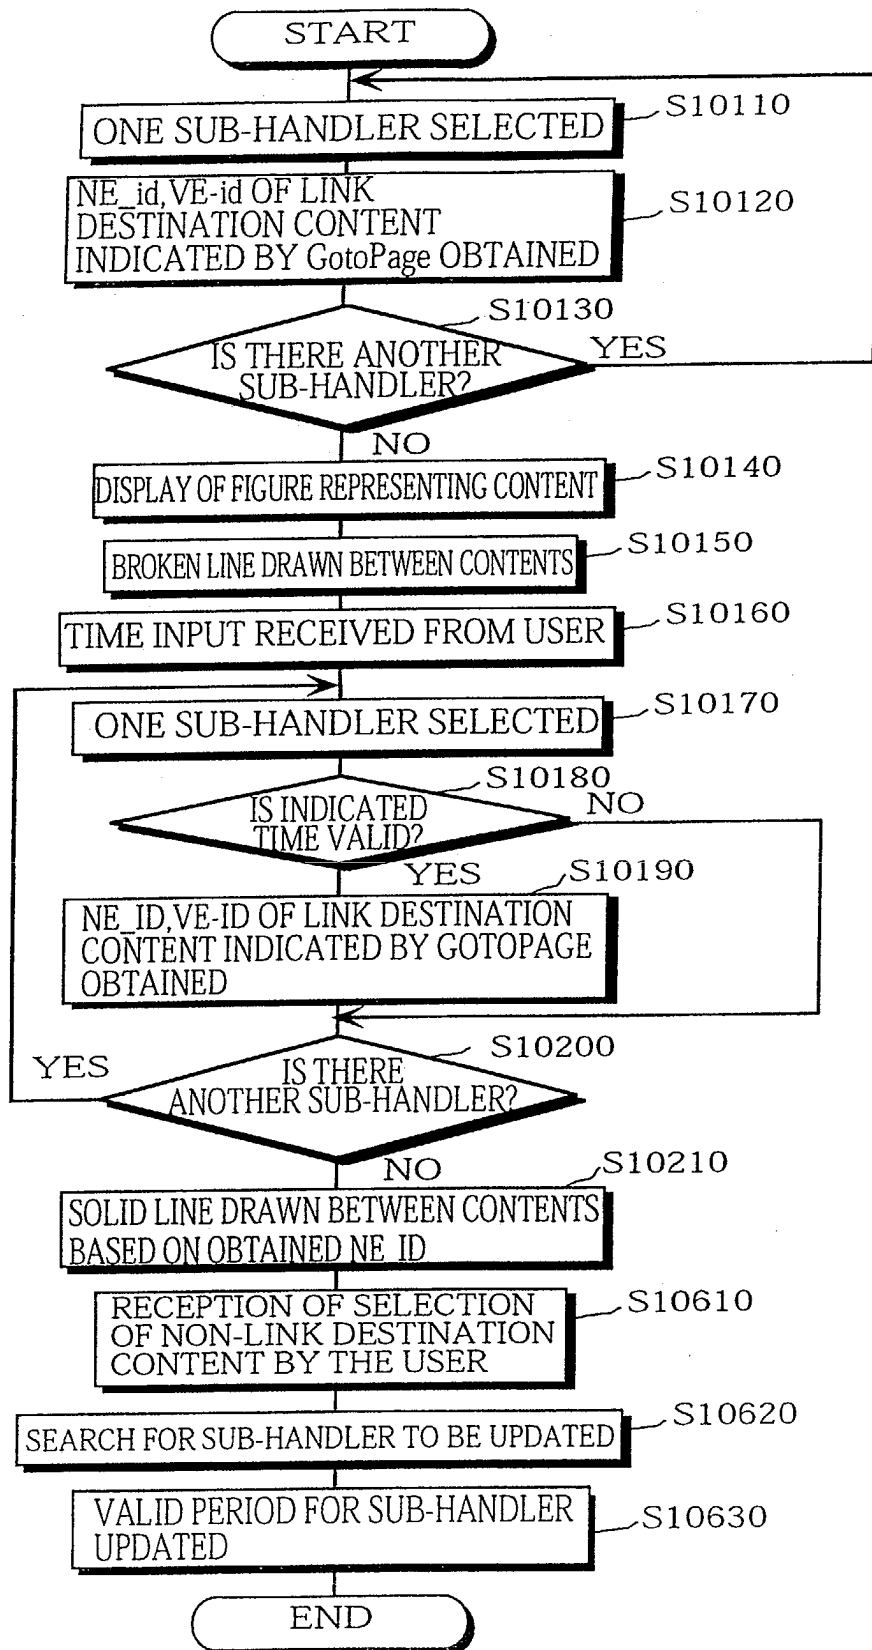 START
ONE SUB-HANDLER SELECTED
S10110
NE_id,VE-id OF LINK
DESTINATION CONTENT
INDICATED BY GotoPage OBTAINED
S10120
S10130
IS THERE ANOTHER
SUB-HANDLER?
YES
NO
DISPLAY OF FIGURE REPRESENTING CONTENT
S10140
BROKEN LINE DRAWN BETWEEN CONTENTS
S10150
TIME INPUT RECEIVED FROM USER
S10160
ONE SUB-HANDLER SELECTED
S10170
S10180
IS INDICATED
TIME VALID?
NO
YES
S10190
NE_ID,VE-ID OF LINK DESTINATION
CONTENT INDICATED BY GOTOPAGE
OBTAINED
S10200
YES
IS THERE
ANOTHER SUB-HANDLER?
NO
S10210
SOLID LINE DRAWN BETWEEN CONTENTS
BASED ON OBTAINED NE_ID
RECEPTION OF SELECTION
OF NON-LINK DESTINATION
CONTENT BY THE USER
S10610
SEARCH FOR SUB-HANDLER TO BE UPDATED
S10620
VALID PERIOD FOR SUB-HANDLER
UPDATED
S10630
END